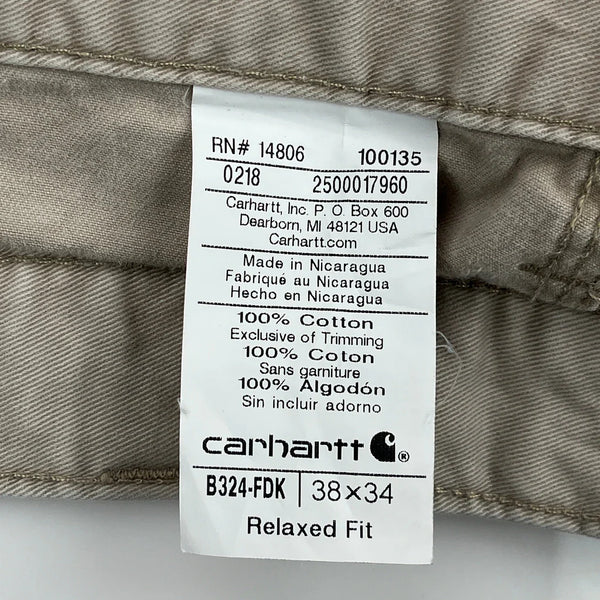 RN# 14806 100135
0218 2500017960
Carhartt, Inc. P. O. Box 600
Dearborn, MI 48121 USA
Carhartt.com
Made in Nicaragua
Fabriqué au Nicaragua
Hecho en Nicaragua
100% Cotton
Exclusive of Trimming
100% Coton
Sans garniture
100% Algodón
Sin incluir adorno
carhartt ®
B324-FDK 38×34
Relaxed Fit